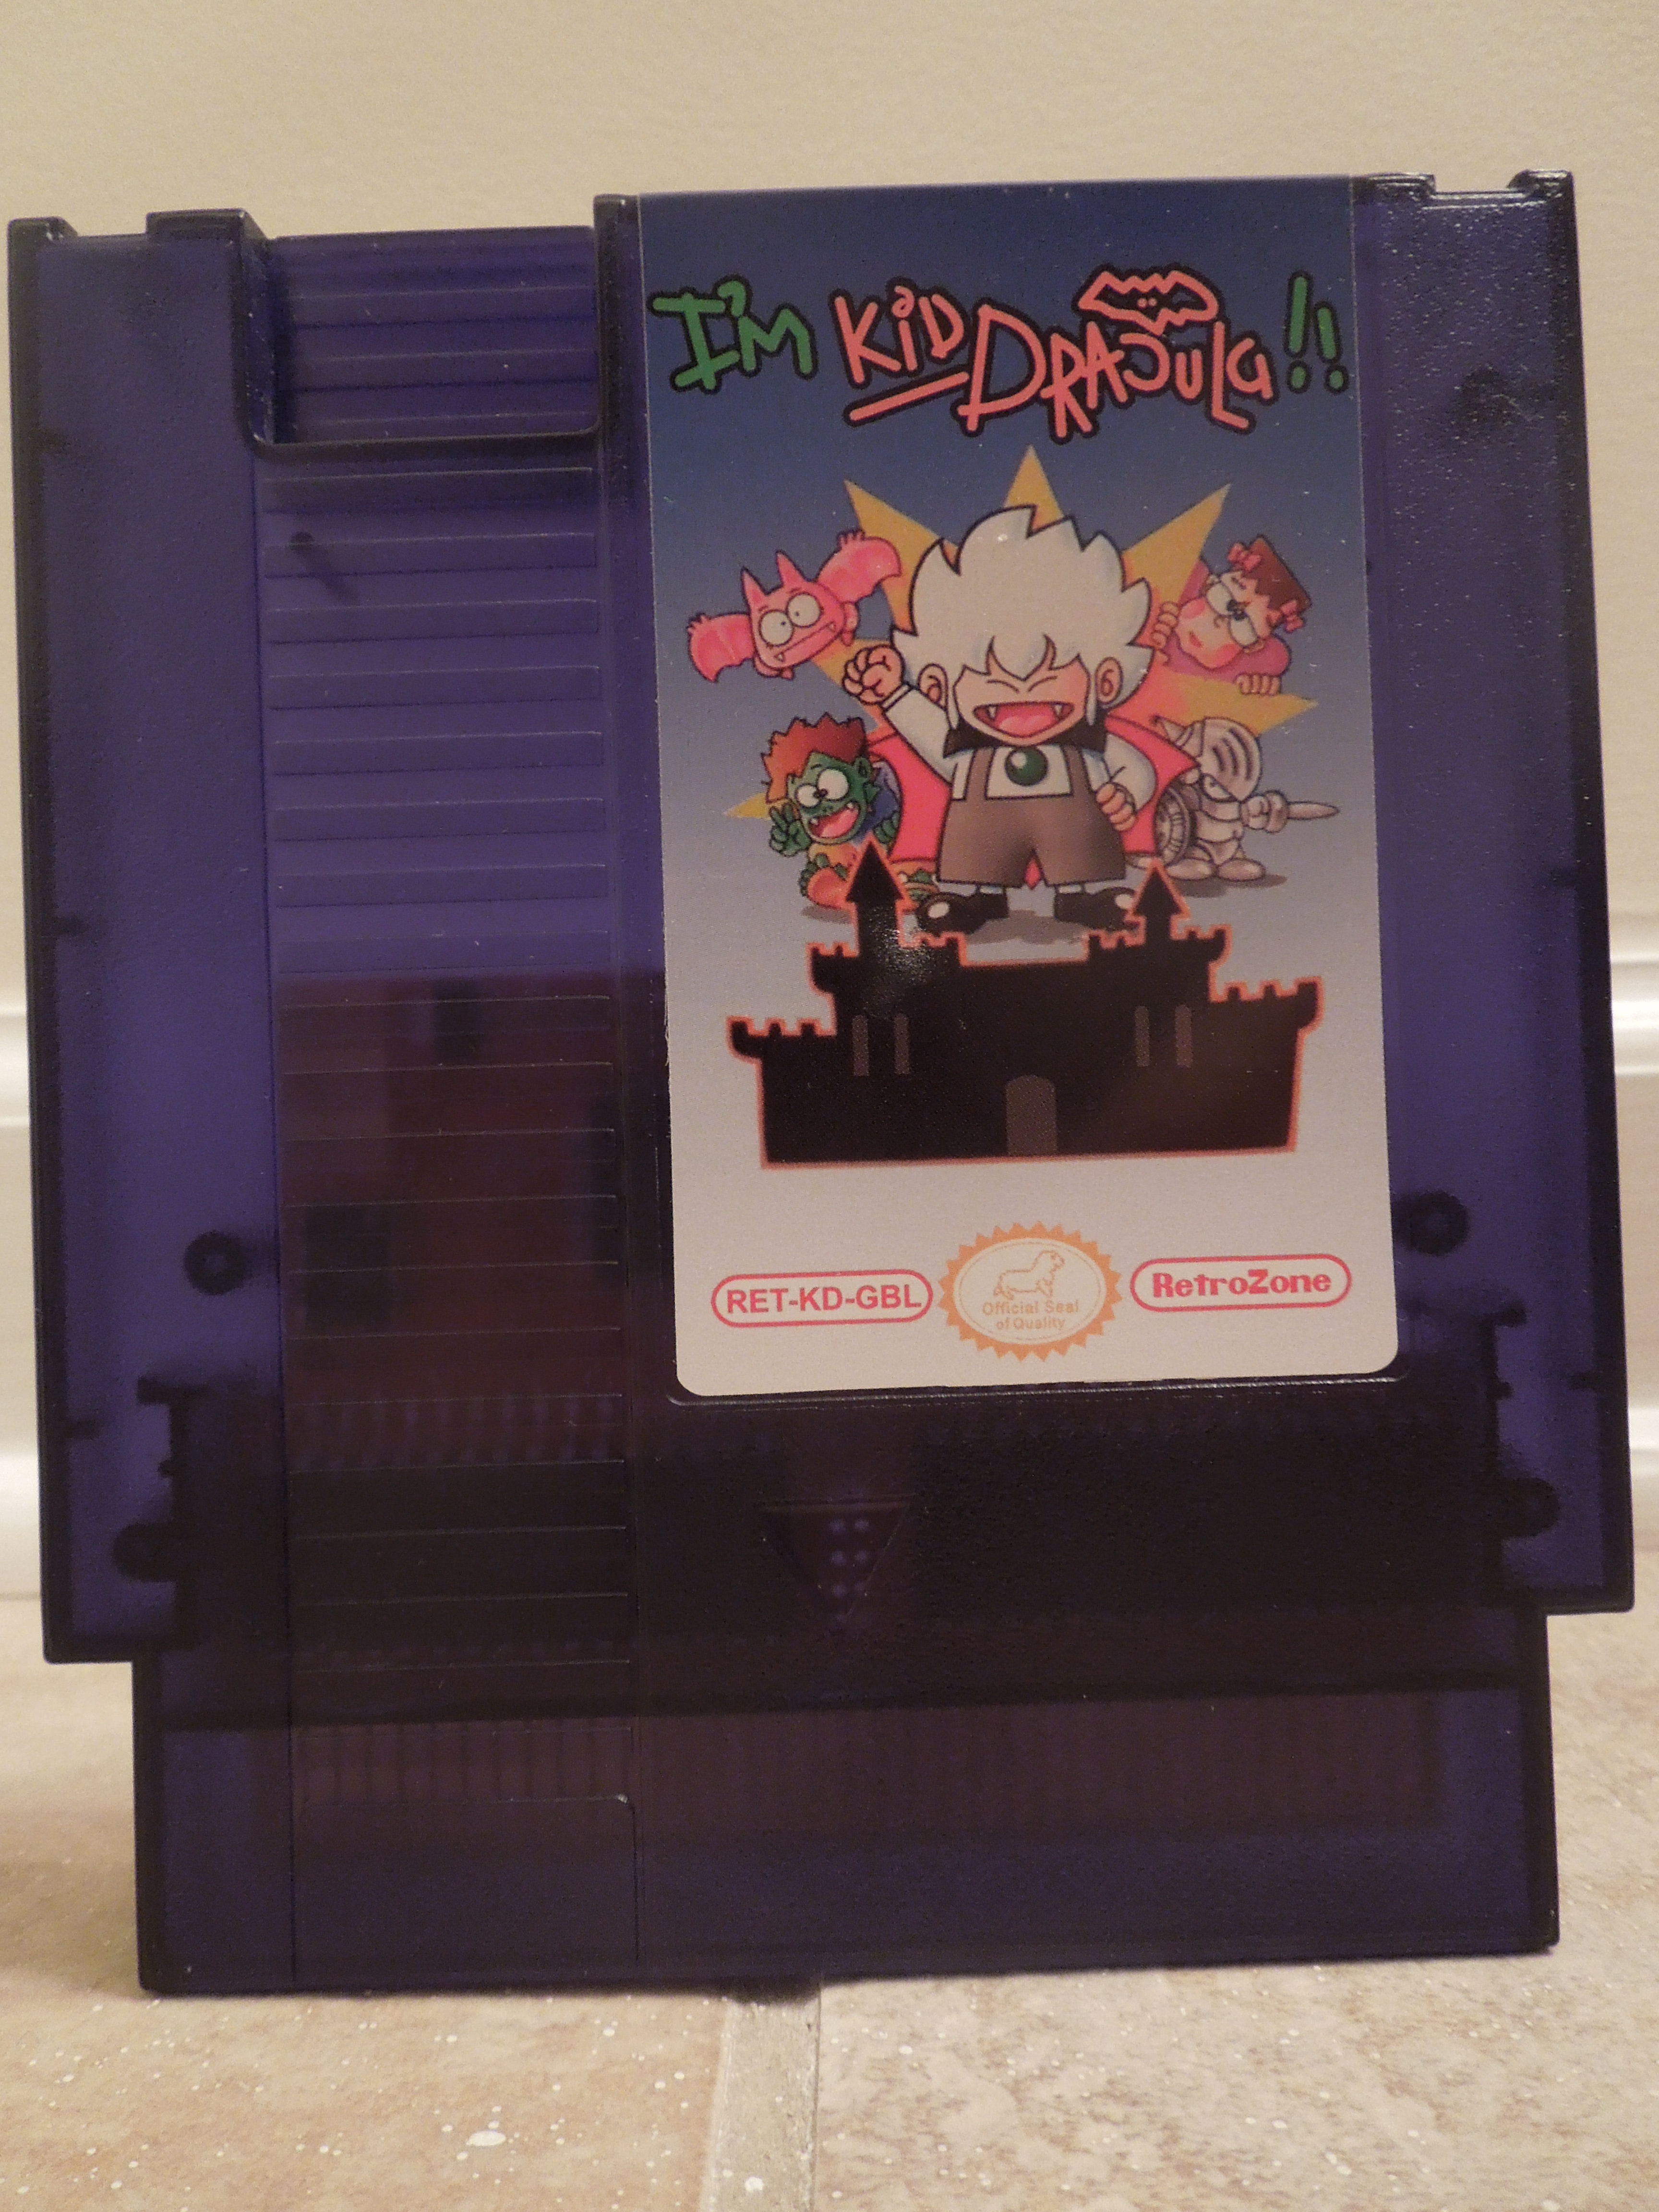 I'M KiD DRACULA!!
RET-KD-GBL
Official Seal
of Quality
RetroZone